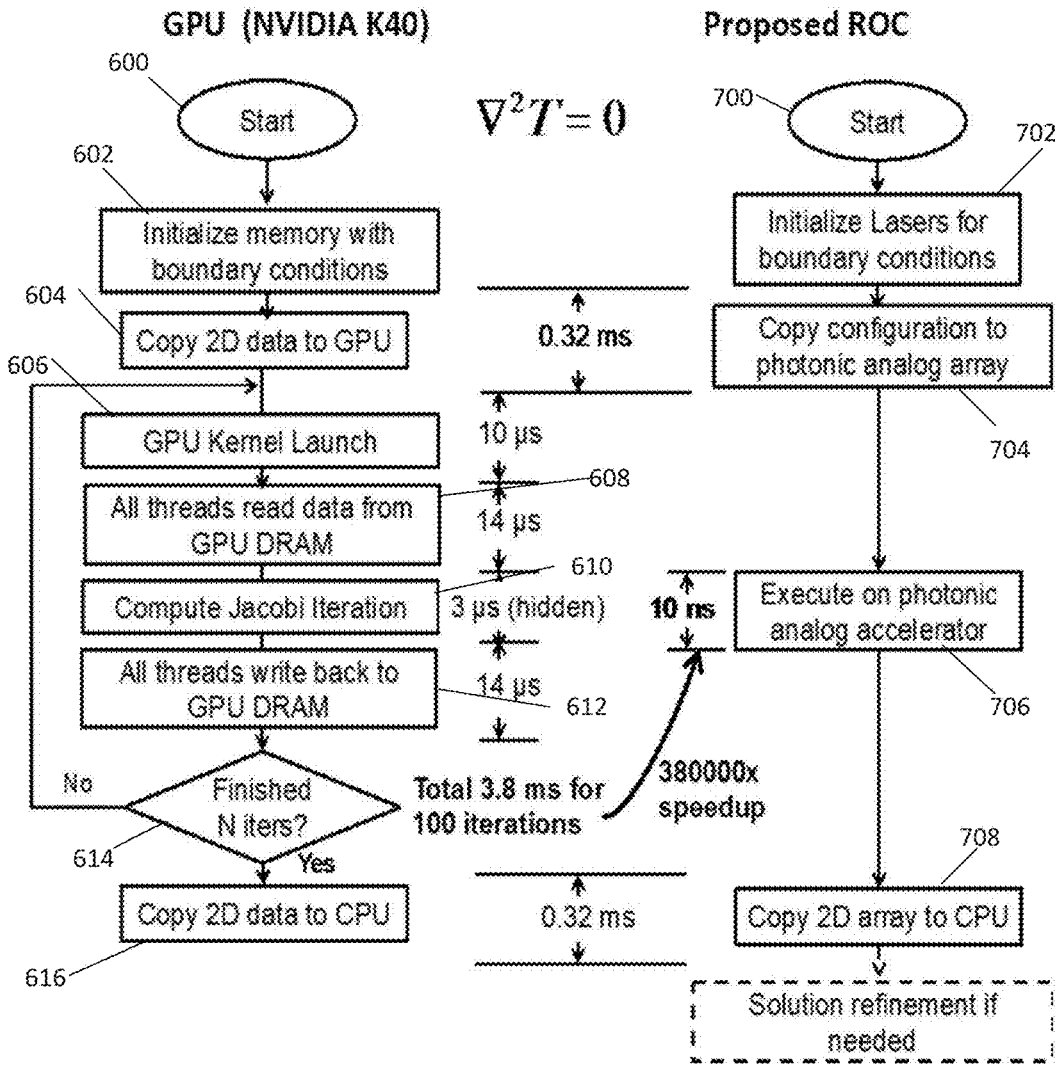 GPU (NVIDIA K40)
Proposed ROC
600
Start
∇²T = 0
700
Start
602
702
Initialize memory with
boundary conditions
Initialize Lasers for
boundary conditions
604
Copy 2D data to GPU
0.32 ms
Copy configuration to
photonic analog array
606
704
GPU Kernel Launch
10 µs
608
All threads read data from
GPU DRAM
14 µs
610
Compute Jacobi Iteration
3 µs (hidden)
10 ns
Execute on photonic
analog accelerator
All threads write back to
GPU DRAM
14 µs
612
706
No
Finished
N iters?
Total 3.8 ms for
100 iterations
380000x
speedup
614
Yes
708
Copy 2D data to CPU
0.32 ms
Copy 2D array to CPU
616
Solution refinement if
needed